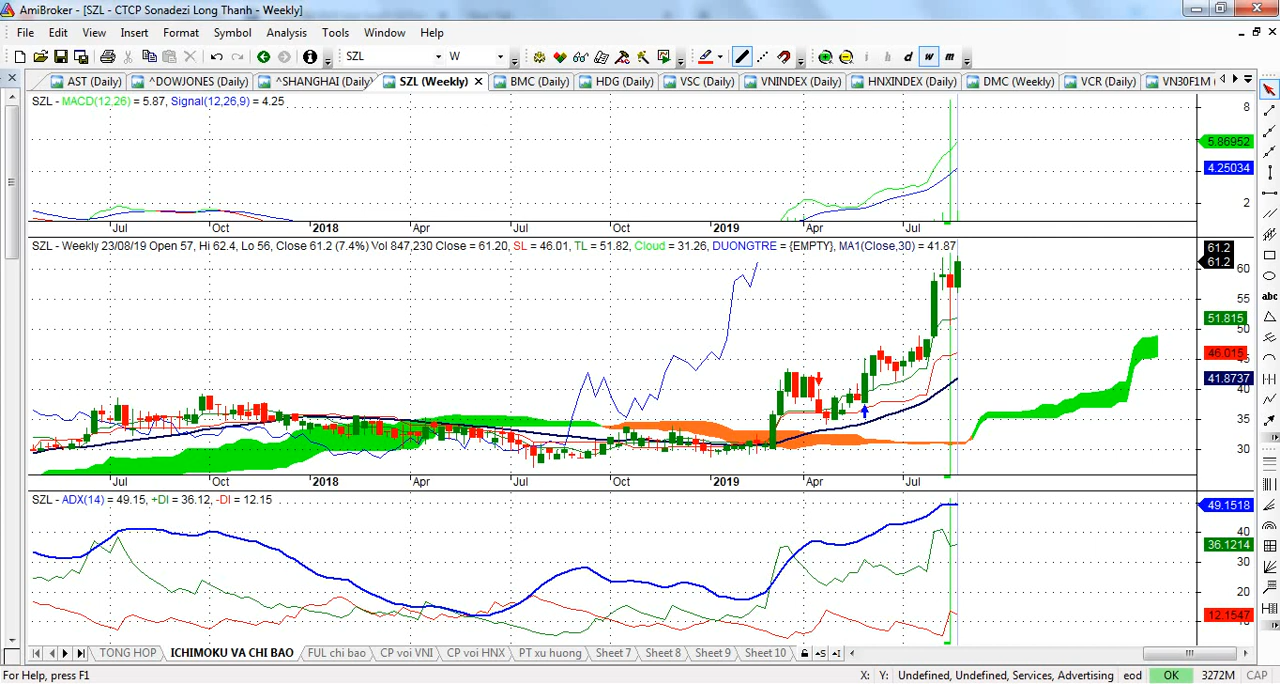 AmiBroker - [SZL - CTCP Sonadezi Long Thanh - Weekly]
File Edit View Insert Format Symbol Analysis Tools Window Help
SZL W i h d w m
AST (Daily) ^DOWJONES (Daily) ^SHANGHAI (Daily) SZL (Weekly) BMC (Daily) HDG (Daily) VSC (Daily) VNINDEX (Daily) HNXINDEX (Daily) DMC (Weekly) VCR (Daily) VN30F1M (
SZL - MACD(12,26) = 5.87, Signal(12,26,9) = 4.25
8
5.86952
4.25034
2
Jul Oct 2018 Apr Jul Oct 2019 Apr Jul
SZL - Weekly 23/08/19 Open 57, Hi 62.4, Lo 56, Close 61.2 (7.4%) Vol 847,230 Close = 61.20, SL = 46.01, TL = 51.82, Cloud = 31.26, DUONGTRE = {EMPTY}, MA1(Close,30) = 41.87
61.2
61.2
60
55
51.815
50
46.015
45
41.8737
40
35
30
Jul Oct 2018 Apr Jul Oct 2019 Apr Jul
SZL - ADX(14) = 49.15, +DI = 36.12, -DI = 12.15
49.1518
40
36.1214
30
20
12.1547
10
TONG HOP ICHIMOKU VA CHI BAO FUL chi bao CP voi VNI CP voi HNX PT xu huong Sheet 7 Sheet 8 Sheet 9 Sheet 10
For Help, press F1 X: Y: Undefined, Undefined, Services, Advertising eod OK 3272M CAP
abc